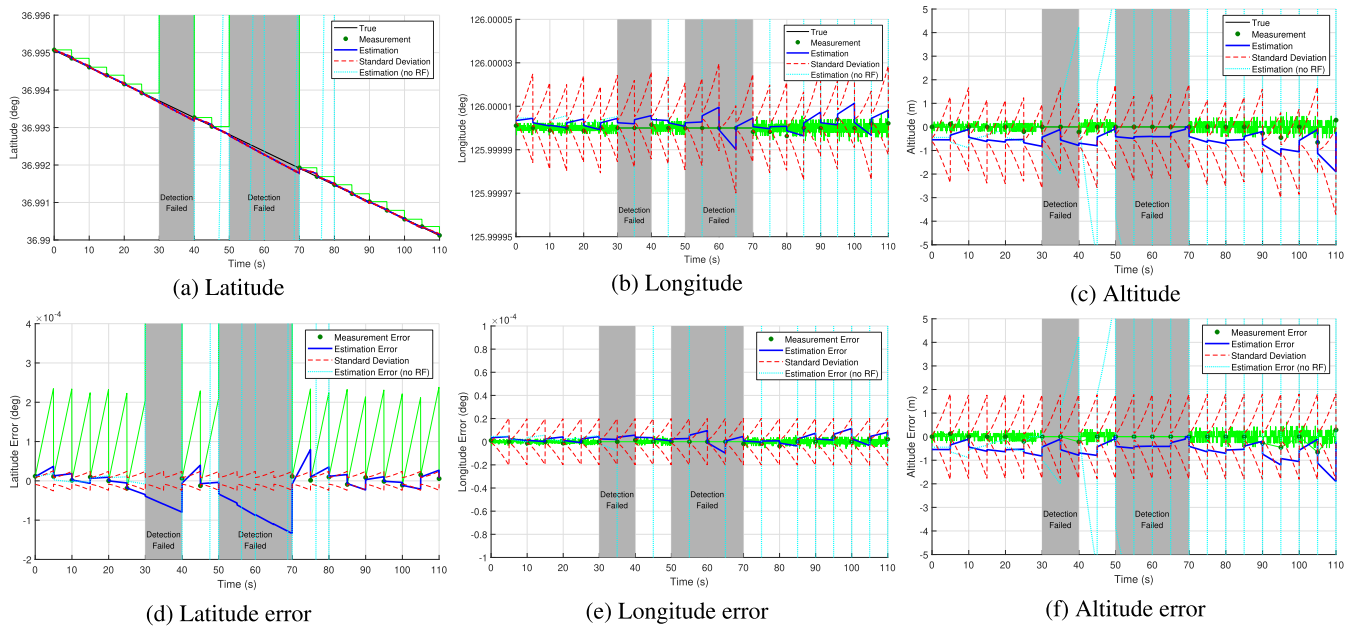 36.996
36.995
36.994
36.993
36.992
36.991
36.99
Latitude (deg)
True
Measurement
Estimation
Standard Deviation
Estimation (no RF)
Detection
Failed
Detection
Failed
0 10 20 30 40 50 60 70 80 90 100 110
Time (s)
(a) Latitude
126.00005
126.00003
126.00001
125.99999
125.99997
125.99995
Longitude (deg)
True
Measurement
Estimation
Standard Deviation
Estimation (no RF)
Detection
Failed
Detection
Failed
0 10 20 30 40 50 60 70 80 90 100 110
Time (s)
(b) Longitude
5
4
3
2
1
0
-1
-2
-3
-4
-5
Altitude (m)
True
Measurement
Estimation
Standard Deviation
Estimation (no RF)
Detection
Failed
Detection
Failed
0 10 20 30 40 50 60 70 80 90 100 110
Time (s)
(c) Altitude
×10-4
4
3
2
1
0
-1
-2
Latitude Error (deg)
Measurement Error
Estimation Error
Standard Deviation
Estimation Error (no RF)
Detection
Failed
Detection
Failed
0 10 20 30 40 50 60 70 80 90 100 110
Time (s)
(d) Latitude error
×10-4
1
0.8
0.6
0.4
0.2
0
-0.2
-0.4
-0.6
-0.8
-1
Longitude Error (deg)
Measurement Error
Estimation Error
Standard Deviation
Estimation Error (no RF)
Detection
Failed
Detection
Failed
0 10 20 30 40 50 60 70 80 90 100 110
Time (s)
(e) Longitude error
5
4
3
2
1
0
-1
-2
-3
-4
-5
Altitude Error (m)
Measurement Error
Estimation Error
Standard Deviation
Estimation Error (no RF)
Detection
Failed
Detection
Failed
0 10 20 30 40 50 60 70 80 90 100 110
Time (s)
(f) Altitude error